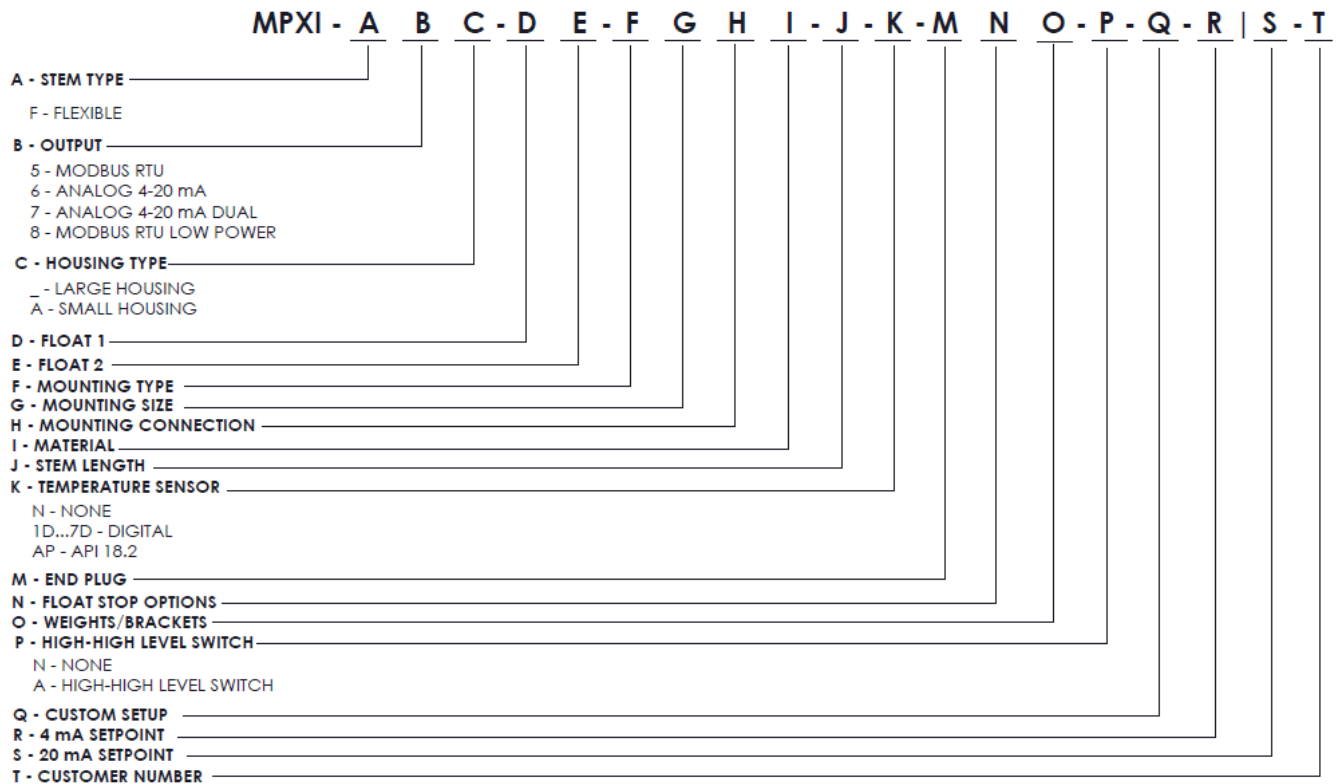 MPXI - A B C - D E - F G H I - J - K - M N O - P - Q - R | S - T
A - STEM TYPE
F - FLEXIBLE
B - OUTPUT
5 - MODBUS RTU
6 - ANALOG 4-20 mA
7 - ANALOG 4-20 mA DUAL
8 - MODBUS RTU LOW POWER
C - HOUSING TYPE
_ - LARGE HOUSING
A - SMALL HOUSING
D - FLOAT 1
E - FLOAT 2
F - MOUNTING TYPE
G - MOUNTING SIZE
H - MOUNTING CONNECTION
I - MATERIAL
J - STEM LENGTH
K - TEMPERATURE SENSOR
N - NONE
1D...7D - DIGITAL
AP - API 18.2
M - END PLUG
N - FLOAT STOP OPTIONS
O - WEIGHTS/BRACKETS
P - HIGH-HIGH LEVEL SWITCH
N - NONE
A - HIGH-HIGH LEVEL SWITCH
Q - CUSTOM SETUP
R - 4 mA SETPOINT
S - 20 mA SETPOINT
T - CUSTOMER NUMBER